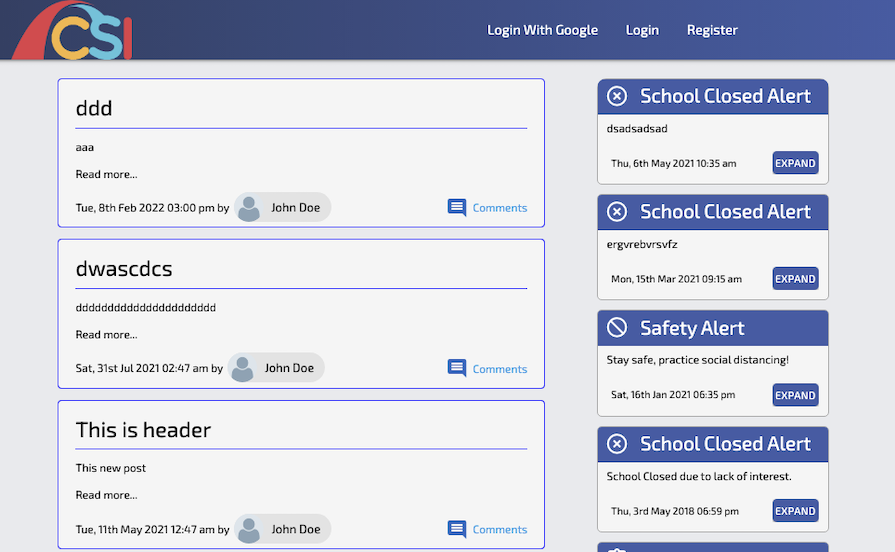 CSI
Login With Google Login Register
ddd
aaa
Read more...
Tue, 8th Feb 2022 03:00 pm by John Doe Comments
dwascdcs
dddddddddddddddddddddd
Read more...
Sat, 31st Jul 2021 02:47 am by John Doe Comments
This is header
This new post
Read more...
Tue, 11th May 2021 12:47 am by John Doe Comments
School Closed Alert
dsadsadsad
Thu, 6th May 2021 10:35 am EXPAND
School Closed Alert
ergvrebvrsvfz
Mon, 15th Mar 2021 09:15 am EXPAND
Safety Alert
Stay safe, practice social distancing!
Sat, 16th Jan 2021 06:35 pm EXPAND
School Closed Alert
School Closed due to lack of interest.
Thu, 3rd May 2018 06:59 pm EXPAND